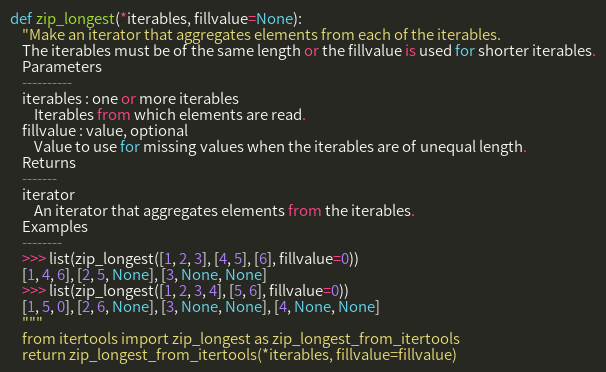 def zip_longest(*iterables, fillvalue=None):
"Make an iterator that aggregates elements from each of the iterables.
The iterables must be of the same length or the fillvalue is used for shorter iterables.
Parameters
----------
iterables : one or more iterables
Iterables from which elements are read.
fillvalue : value, optional
Value to use for missing values when the iterables are of unequal length.
Returns
-------
iterator
An iterator that aggregates elements from the iterables.
Examples
--------
>>> list(zip_longest([1, 2, 3], [4, 5], [6], fillvalue=0))
[1, 4, 6], [2, 5, None], [3, None, None]
>>> list(zip_longest([1, 2, 3, 4], [5, 6], fillvalue=0))
[1, 5, 0], [2, 6, None], [3, None, None], [4, None, None]
"""
from itertools import zip_longest as zip_longest_from_itertools
return zip_longest_from_itertools(*iterables, fillvalue=fillvalue)